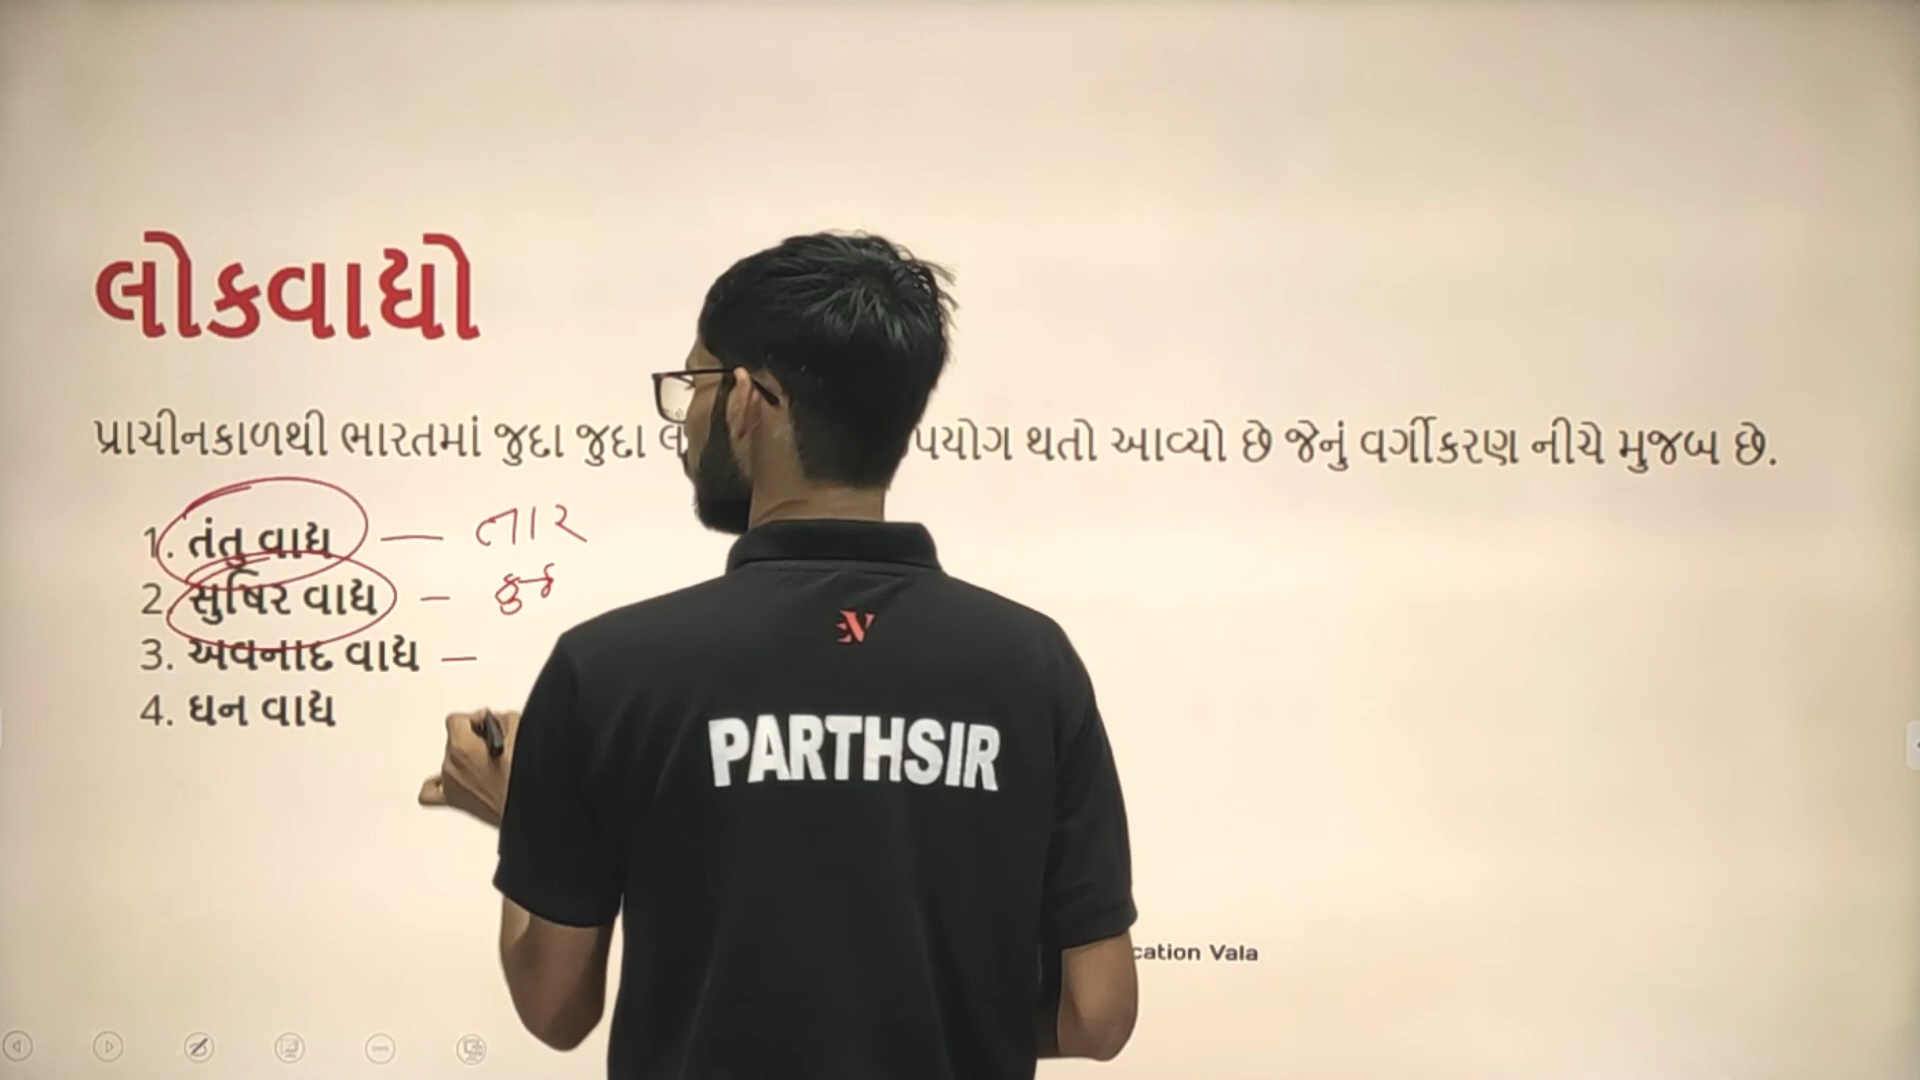 લોકવાદ્યો
પ્રાચીનકાળથી ભારતમાં જુદા જુદા પયોગ થતો આવ્યો છે જેનું વર્ગીકરણ નીચે મુજબ છે.
1. તંતુ વાદ્ય — તાર
2. સુષિર વાદ્ય –
3. અવનાદ વાદ્ય —
4. ઘન વાદ્ય
PARTHSIR
cation Vala